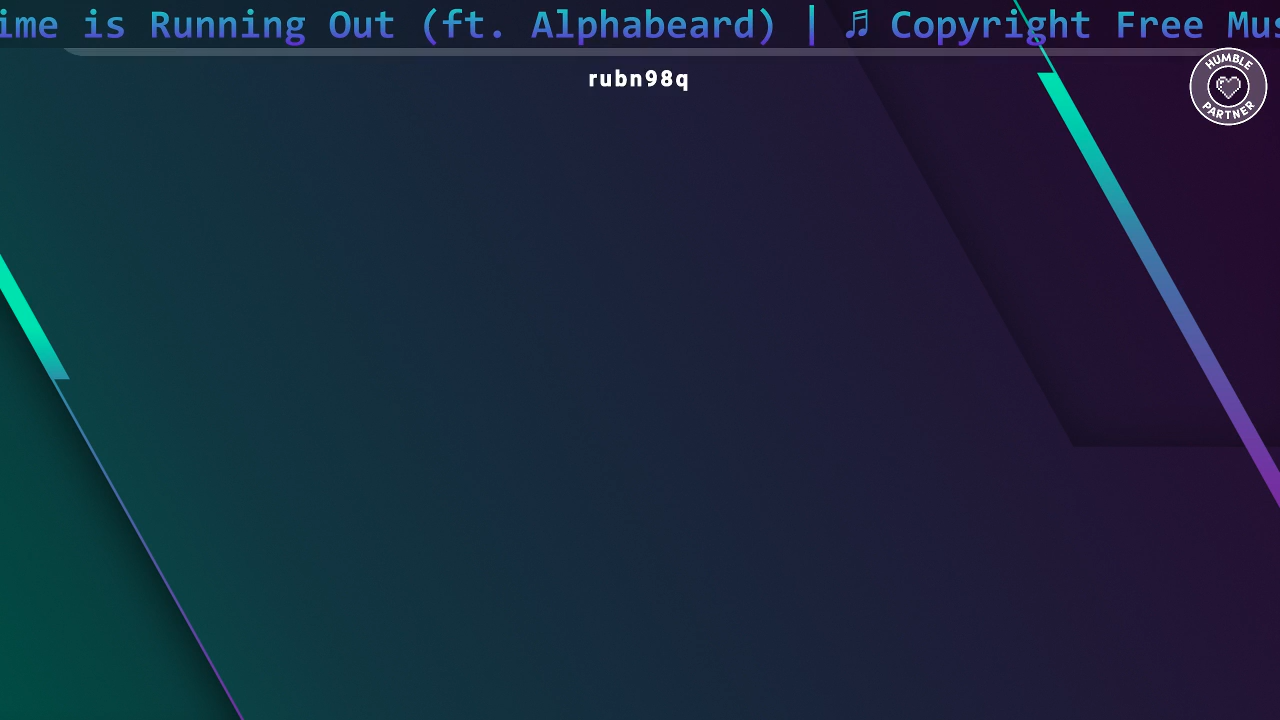 ime is Running Out (ft. Alphabeard) | ♬ Copyright Free Mus
rubn98q
HUMBLE
PARTNER